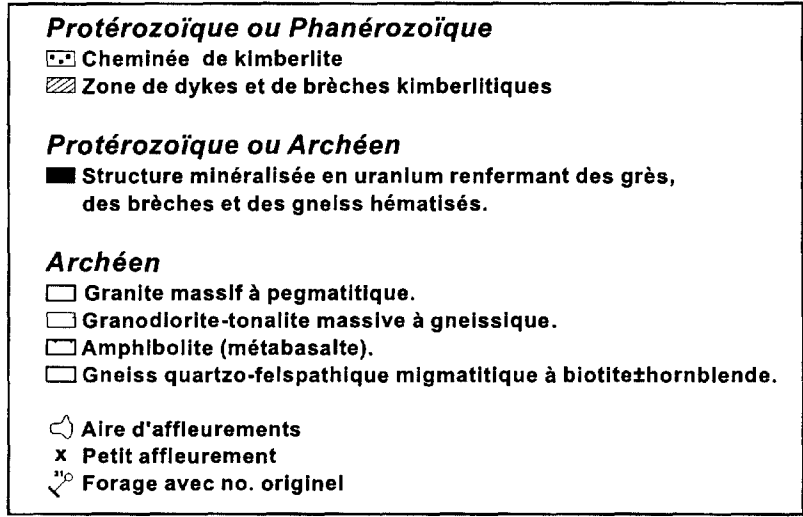 Protérozoïque ou Phanérozoïque
Cheminée de kimberlite
Zone de dykes et de brèches kimberlitiques
Protérozoïque ou Archéen
Structure minéralisée en uranium renfermant des grès,
des brèches et des gneiss hématisés.
Archéen
Granite massif à pegmatitique.
Granodiorite-tonalite massive à gneissique.
Amphibolite (métabasalte).
Gneiss quartzo-felspathique migmatitique à biotite±hornblende.
Aire d'affleurements
x Petit affleurement
Forage avec no. originel